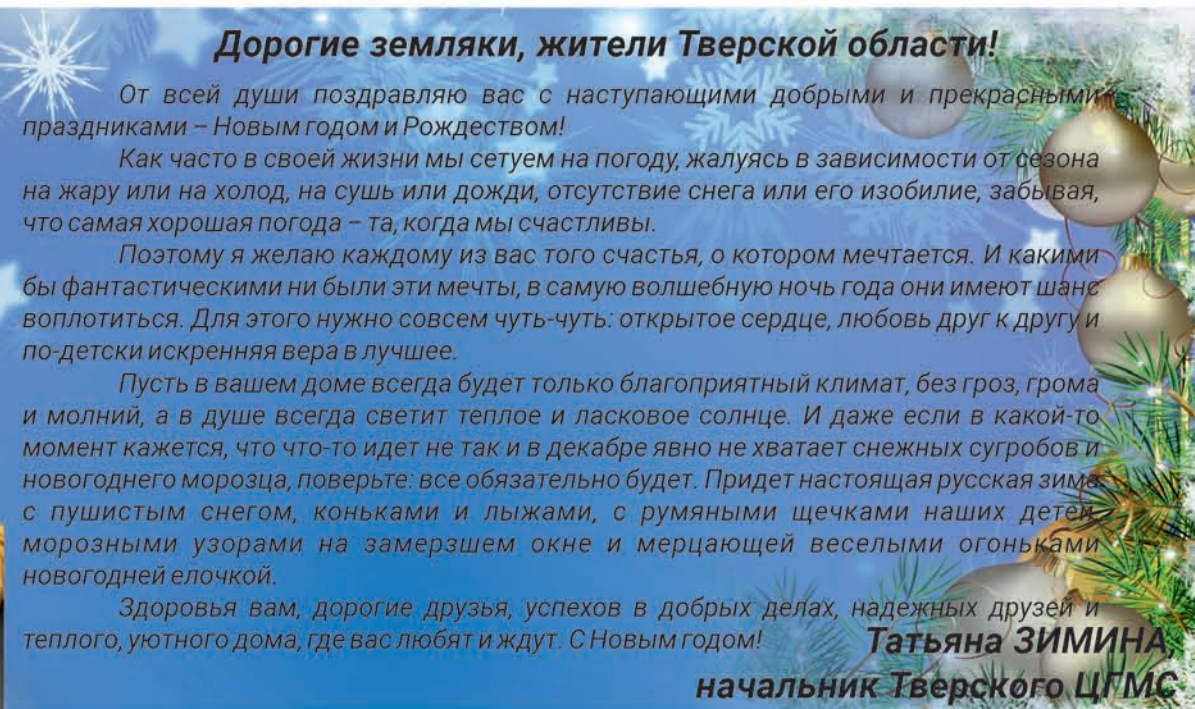 Дорогие земляки, жители Тверской области!
От всей души поздравляю вас с наступающими добрыми и прекрасными
праздниками – Новым годом и Рождеством!
Как часто в своей жизни мы сетуем на погоду, жалуясь в зависимости от сезона
на жару или на холод, на сушь или дожди, отсутствие снега или его изобилие, забывая,
что самая хорошая погода – та, когда мы счастливы.
Поэтому я желаю каждому из вас того счастья, о котором мечтается. И какими
бы фантастическими ни были эти мечты, в самую волшебную ночь года они имеют шанс
воплотиться. Для этого нужно совсем чуть-чуть: открытое сердце, любовь друг к другу и
по-детски искренняя вера в лучшее.
Пусть в вашем доме всегда будет только благоприятный климат, без гроз, грома
и молний, а в душе всегда светит теплое и ласковое солнце. И даже если в какой-то
момент кажется, что что-то идет не так и в декабре явно не хватает снежных сугробов и
новогоднего морозца, поверьте: все обязательно будет. Придет настоящая русская зима
с пушистым снегом, коньками и лыжами, с румяными щечками наших детей,
морозными узорами на замерзшем окне и мерцающей веселыми огоньками
новогодней елочкой.
Здоровья вам, дорогие друзья, успехов в добрых делах, надежных друзей и
теплого, уютного дома, где вас любят и ждут. С Новым годом!
Татьяна ЗИМИНА,
начальник Тверского ЦГМС